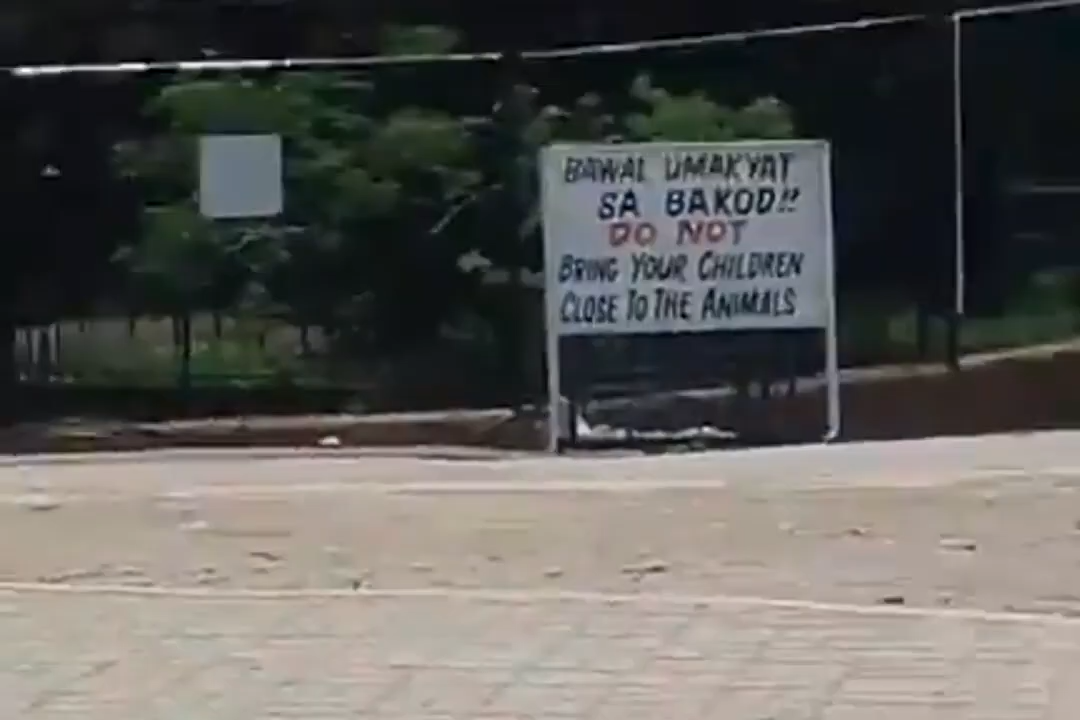 BAWAL UMAKYAT
SA BAKOD!!
DO NOT
BRING YOUR CHILDREN
CLOSE TO THE ANIMALS